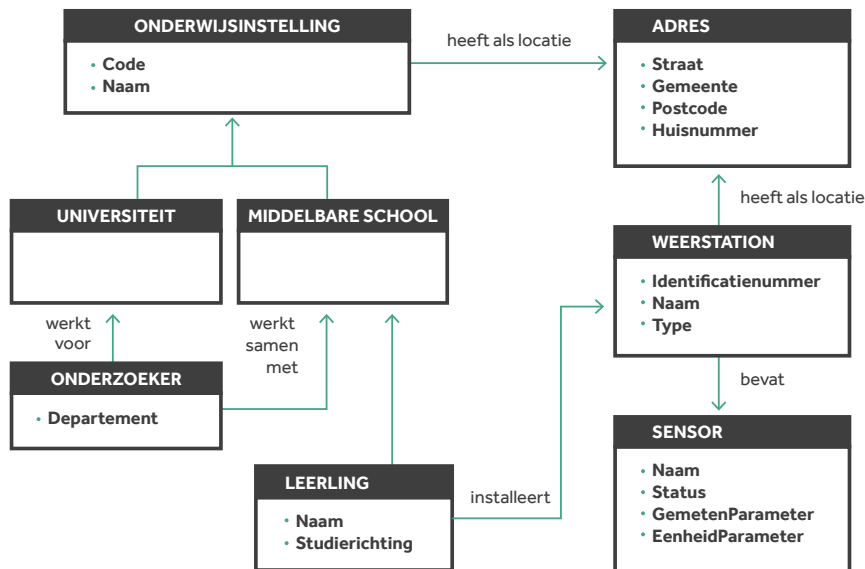 ONDERWIJSINSTELLING
• Code
• Naam
heeft als locatie
ADRES
• Straat
• Gemeente
• Postcode
• Huisnummer
heeft als locatie
UNIVERSITEIT
MIDDELBARE SCHOOL
WEERSTATION
• Identificatienummer
• Naam
• Type
werkt
voor
werkt
samen
met
ONDERZOEKER
• Departement
bevat
SENSOR
• Naam
• Status
• GemetenParameter
• EenheidParameter
LEERLING
• Naam
• Studierichting
installeert